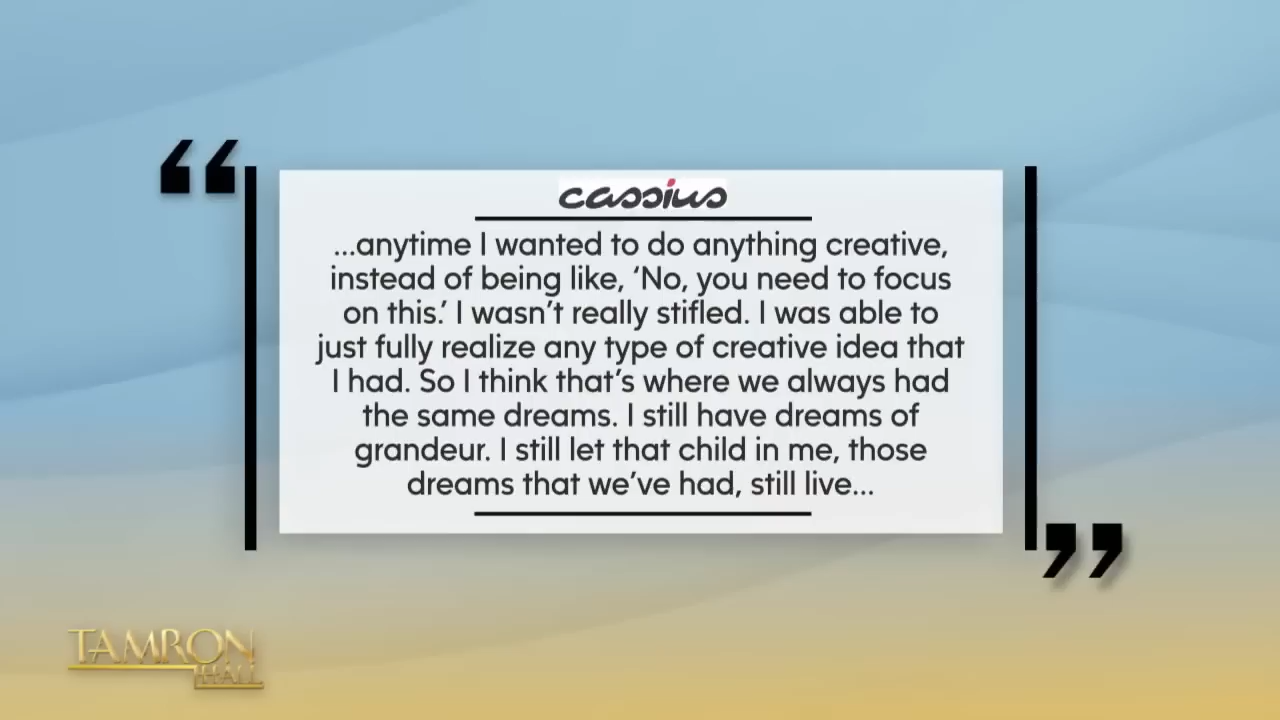 “
cassius
...anytime I wanted to do anything creative,
instead of being like, ‘No, you need to focus
on this.’ I wasn’t really stifled. I was able to
just fully realize any type of creative idea that
I had. So I think that’s where we always had
the same dreams. I still have dreams of
grandeur. I still let that child in me, those
dreams that we’ve had, still live...
”
TAMRON
HALL